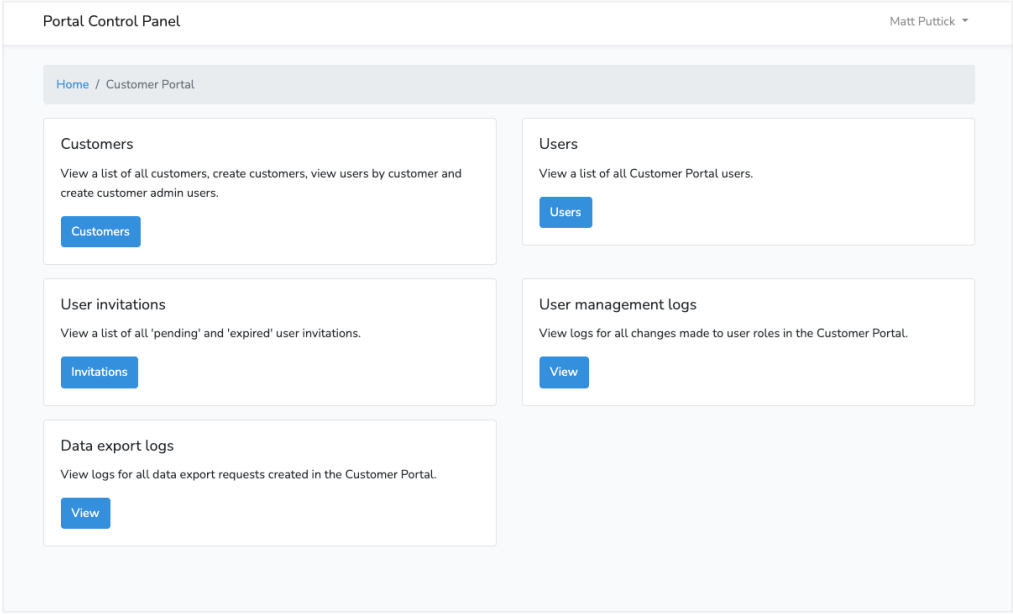 Portal Control Panel
Matt Puttick
Home / Customer Portal
Customers
View a list of all customers, create customers, view users by customer and
create customer admin users.
Customers
Users
View a list of all Customer Portal users.
Users
User invitations
View a list of all 'pending' and 'expired' user invitations.
Invitations
User management logs
View logs for all changes made to user roles in the Customer Portal.
View
Data export logs
View logs for all data export requests created in the Customer Portal.
View